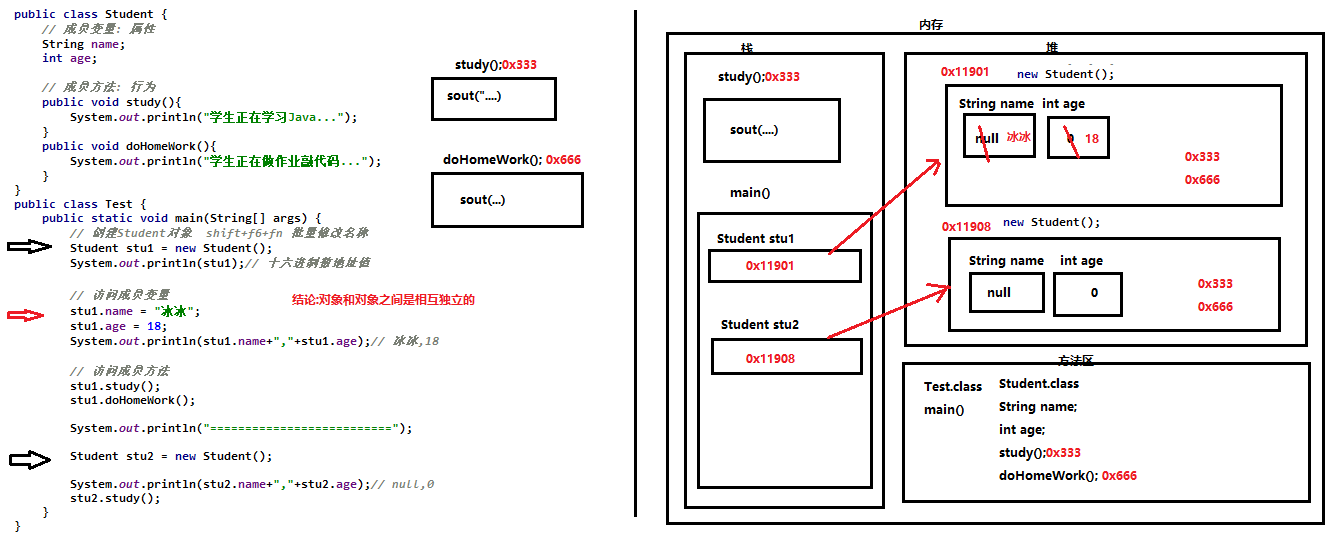 public class Student {
// 成员变量: 属性
String name;
int age;
// 成员方法: 行为
public void study(){
System.out.println("学生正在学习Java...");
}
public void doHomeWork(){
System.out.println("学生正在做作业敲代码...");
}
}
public class Test {
public static void main(String[] args) {
// 创建Student对象 shift+f6+fn 批量修改名称
Student stu1 = new Student();
System.out.println(stu1);// 十六进制数地址值
// 访问成员变量
stu1.name = "冰冰";
stu1.age = 18;
System.out.println(stu1.name+","+stu1.age);// 冰冰,18
// 访问成员方法
stu1.study();
stu1.doHomeWork();
System.out.println("==========================");
Student stu2 = new Student();
System.out.println(stu2.name+","+stu2.age);// null,0
stu2.study();
}
}
study();0x333
sout("....)
doHomeWork(); 0x666
sout(...)
结论:对象和对象之间是相互独立的
内存
栈
study();0x333
sout(....)
main()
Student stu1
0x11901
Student stu2
0x11908
堆
0x11901
new Student();
String name int age
null 冰冰 0 18
0x333
0x666
0x11908 new Student();
String name int age
null 0
0x333
0x666
方法区
Test.class
main()
Student.class
String name;
int age;
study();0x333
doHomeWork(); 0x666